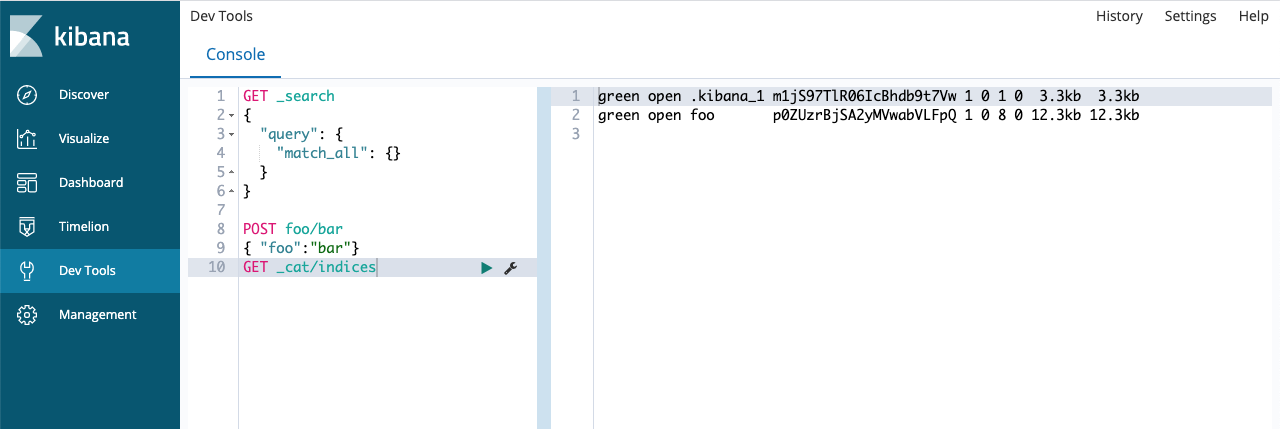 kibana
Discover
Visualize
Dashboard
Timelion
Dev Tools
Management
Dev Tools
History Settings Help
Console
1 GET _search
2 {
3 "query": {
4 "match_all": {}
5 }
6 }
7
8 POST foo/bar
9 { "foo":"bar"}
10 GET _cat/indices
1 green open .kibana_1 m1jS97TlR06IcBhdb9t7Vw 1 0 1 0 3.3kb 3.3kb
2 green open foo p0ZUzrBjSA2yMVwabVLFpQ 1 0 8 0 12.3kb 12.3kb
3